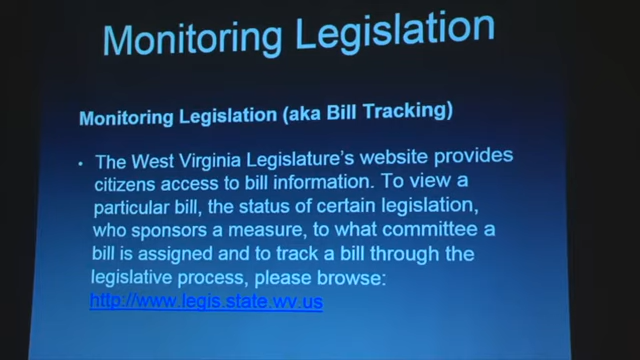 Monitoring Legislation
Monitoring Legislation (aka Bill Tracking)
• The West Virginia Legislature's website provides
citizens access to bill information. To view a
particular bill, the status of certain legislation,
who sponsors a measure, to what committee a
bill is assigned and to track a bill through the
legislative process, please browse:
http://www.legis.state.wv.us